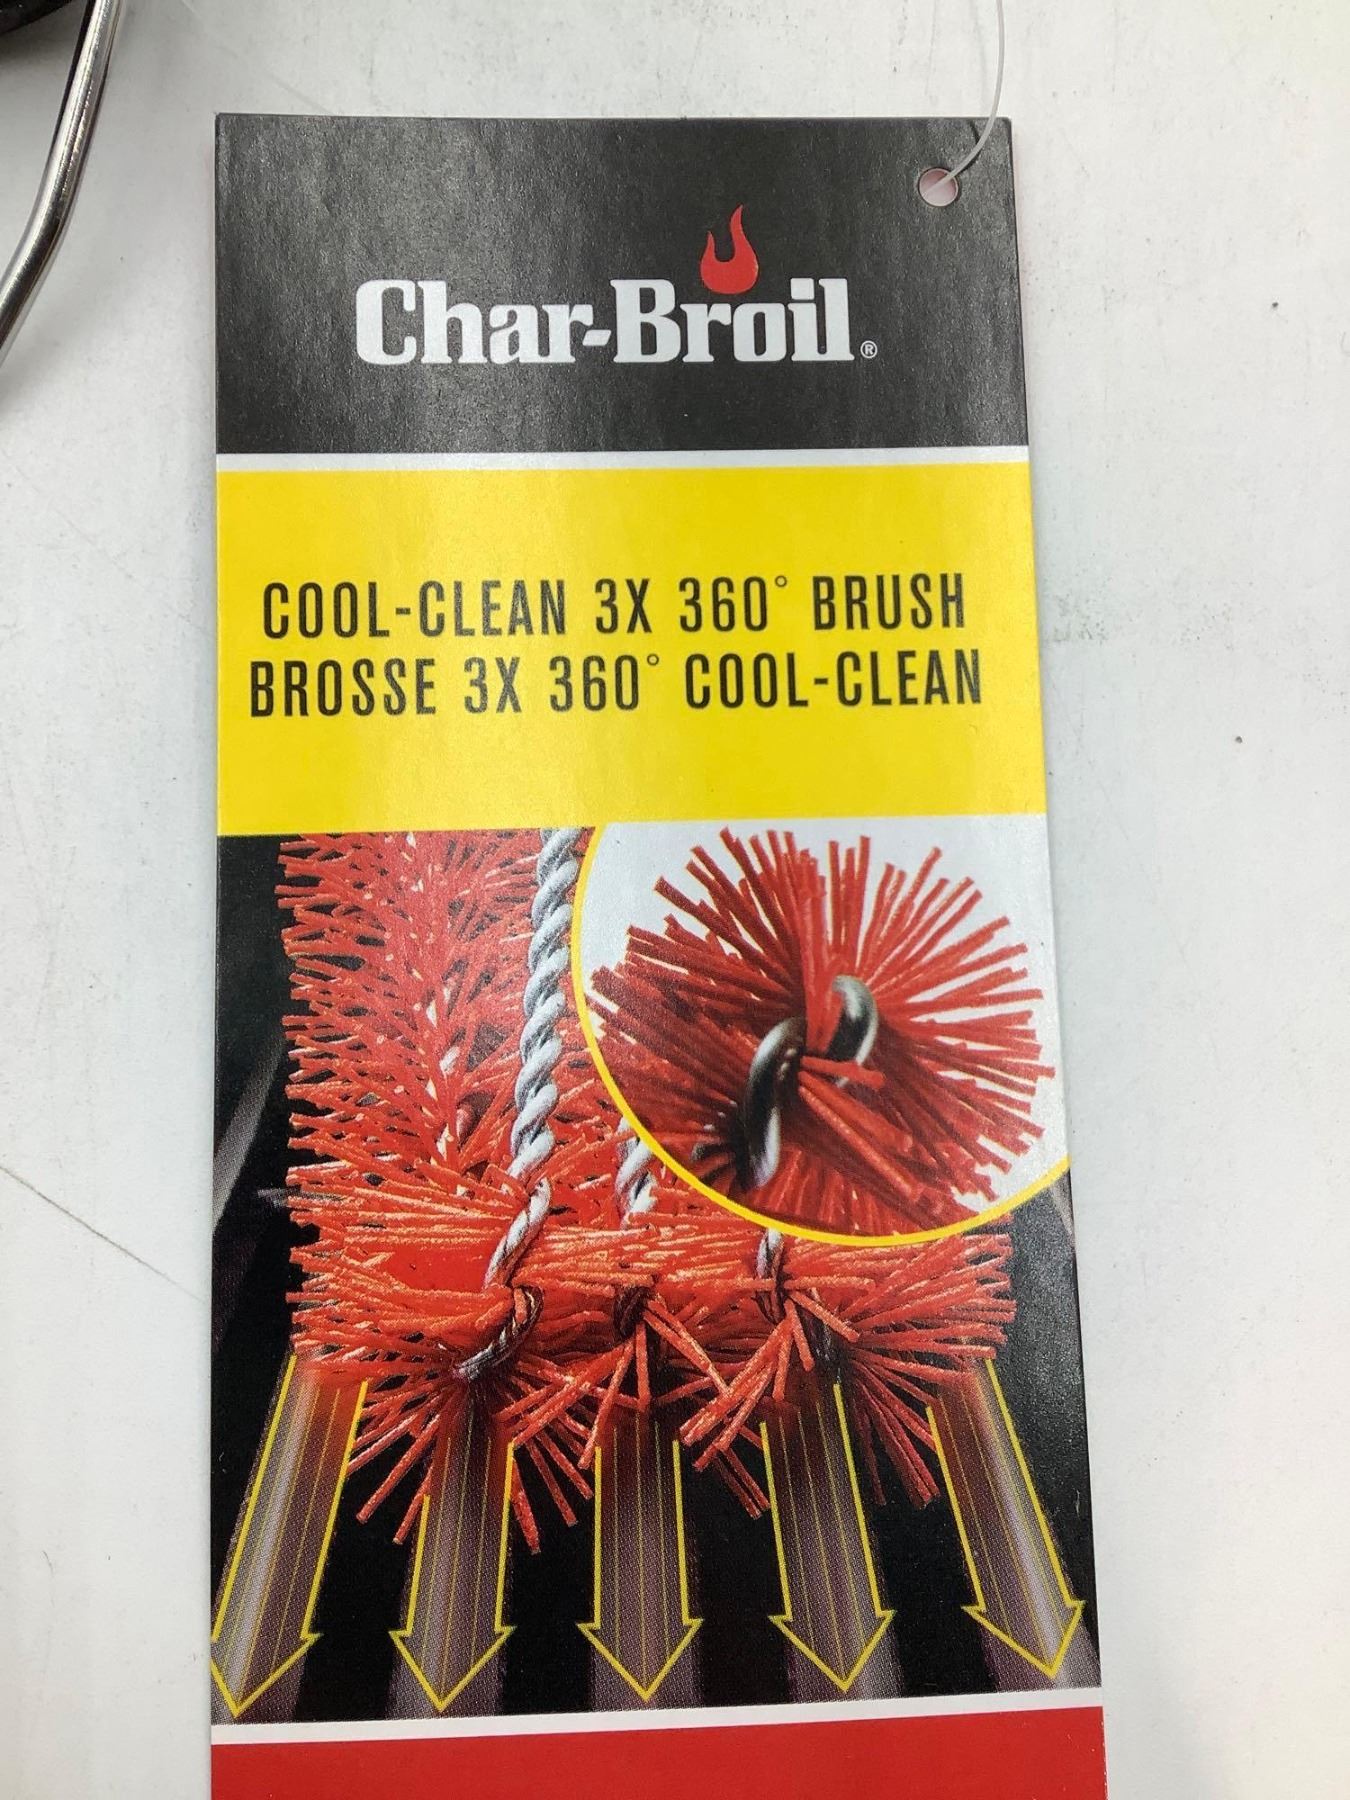 Char-Broil®
COOL-CLEAN 3X 360° BRUSH
BROSSE 3X 360° COOL-CLEAN